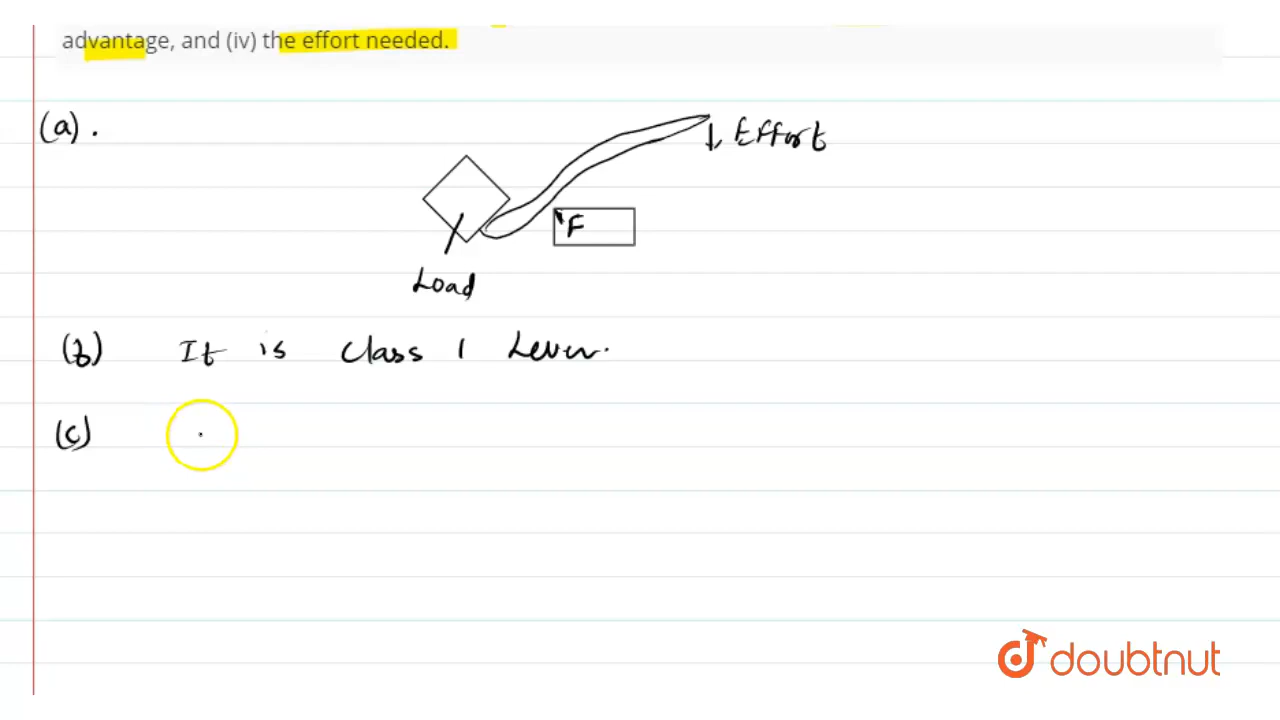 advantage, and (iv) the effort needed.
(a).
Effort
F
Load
(b) It is class 1 Lever.
(c)
doubtnut